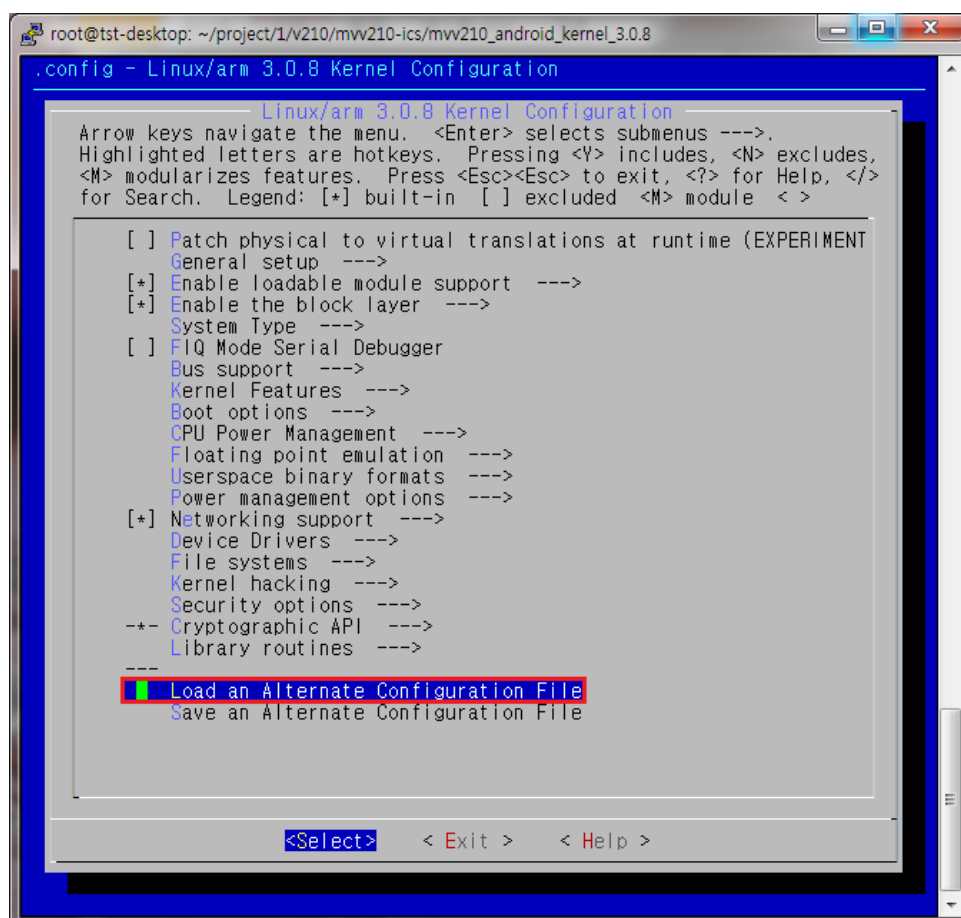 root@tst-desktop: ~/project/1/v210/mvv210-ics/mvv210_android_kernel_3.0.8
.config - Linux/arm 3.0.8 Kernel Configuration
Linux/arm 3.0.8 Kernel Configuration
Arrow keys navigate the menu.  <Enter> selects submenus --->.
Highlighted letters are hotkeys.  Pressing <Y> includes, <N> excludes,
<M> modularizes features.  Press <Esc><Esc> to exit, <?> for Help, </>
for Search.  Legend: [*] built-in  [ ] excluded  <M> module  < >
[ ] Patch physical to virtual translations at runtime (EXPERIMENT
General setup  --->
[*] Enable loadable module support  --->
[*] Enable the block layer  --->
System Type  --->
[ ] FIQ Mode Serial Debugger
Bus support  --->
Kernel Features  --->
Boot options  --->
CPU Power Management  --->
Floating point emulation  --->
Userspace binary formats  --->
Power management options  --->
[*] Networking support  --->
Device Drivers  --->
File systems  --->
Kernel hacking  --->
Security options  --->
-*- Cryptographic API  --->
Library routines  --->
---
Load an Alternate Configuration File
Save an Alternate Configuration File
<Select>    < Exit >    < Help >